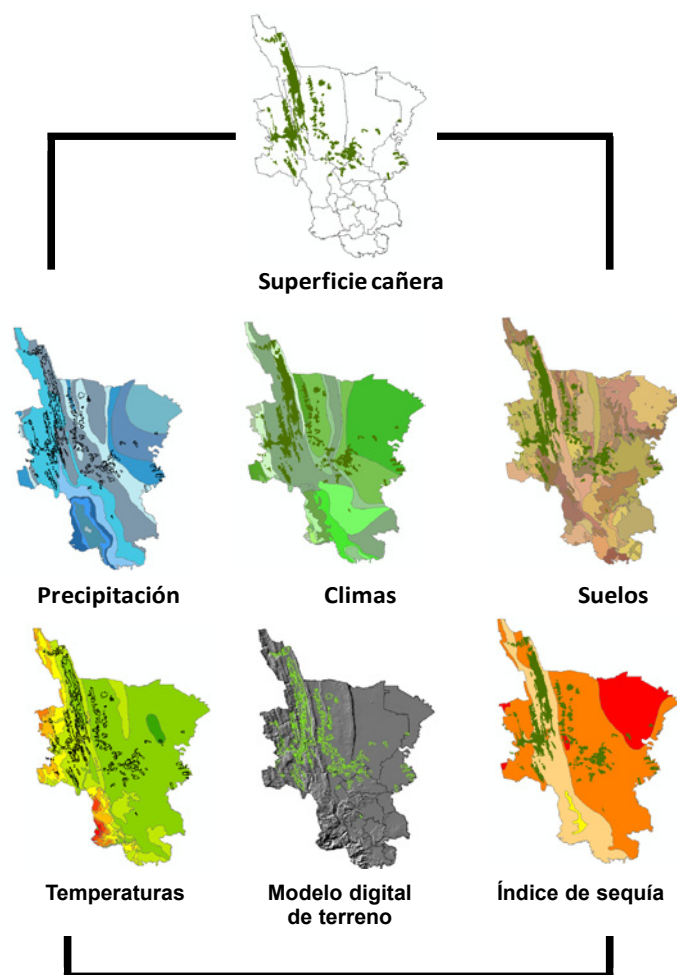 Superficie cañera
Precipitación
Climas
Suelos
Temperaturas
Modelo digital
de terreno
Índice de sequía